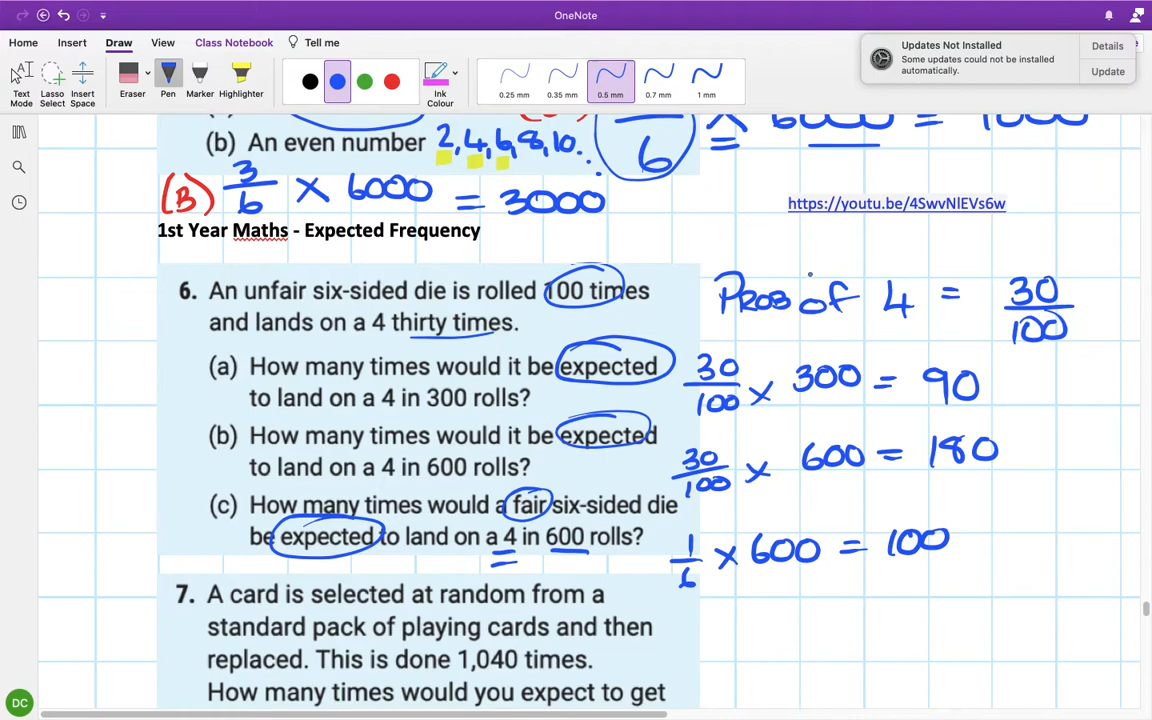 OneNote
Home Insert Draw View Class Notebook Tell me
Updates Not Installed
Some updates could not be installed automatically.
Details
Update
Text Mode
Lasso Select
Insert Space
Eraser
Pen
Marker
Highlighter
Ink Colour
0.25 mm 0.35 mm 0.5 mm 0.7 mm 1 mm
6 × 6000 = 1000
(b) An even number 2, 4, 6, 8, 10...
(B) 3/6 × 6000 = 3000
https://youtu.be/4SwvNlEVs6w
1st Year Maths - Expected Frequency
6. An unfair six-sided die is rolled 100 times
and lands on a 4 thirty times.
Prob of 4 = 30/100
(a) How many times would it be expected
to land on a 4 in 300 rolls?
30/100 × 300 = 90
(b) How many times would it be expected
to land on a 4 in 600 rolls?
30/100 × 600 = 180
(c) How many times would a fair six-sided die
be expected to land on a 4 in 600 rolls?
1/6 × 600 = 100
7. A card is selected at random from a
standard pack of playing cards and then
replaced. This is done 1,040 times.
How many times would you expect to get
DC